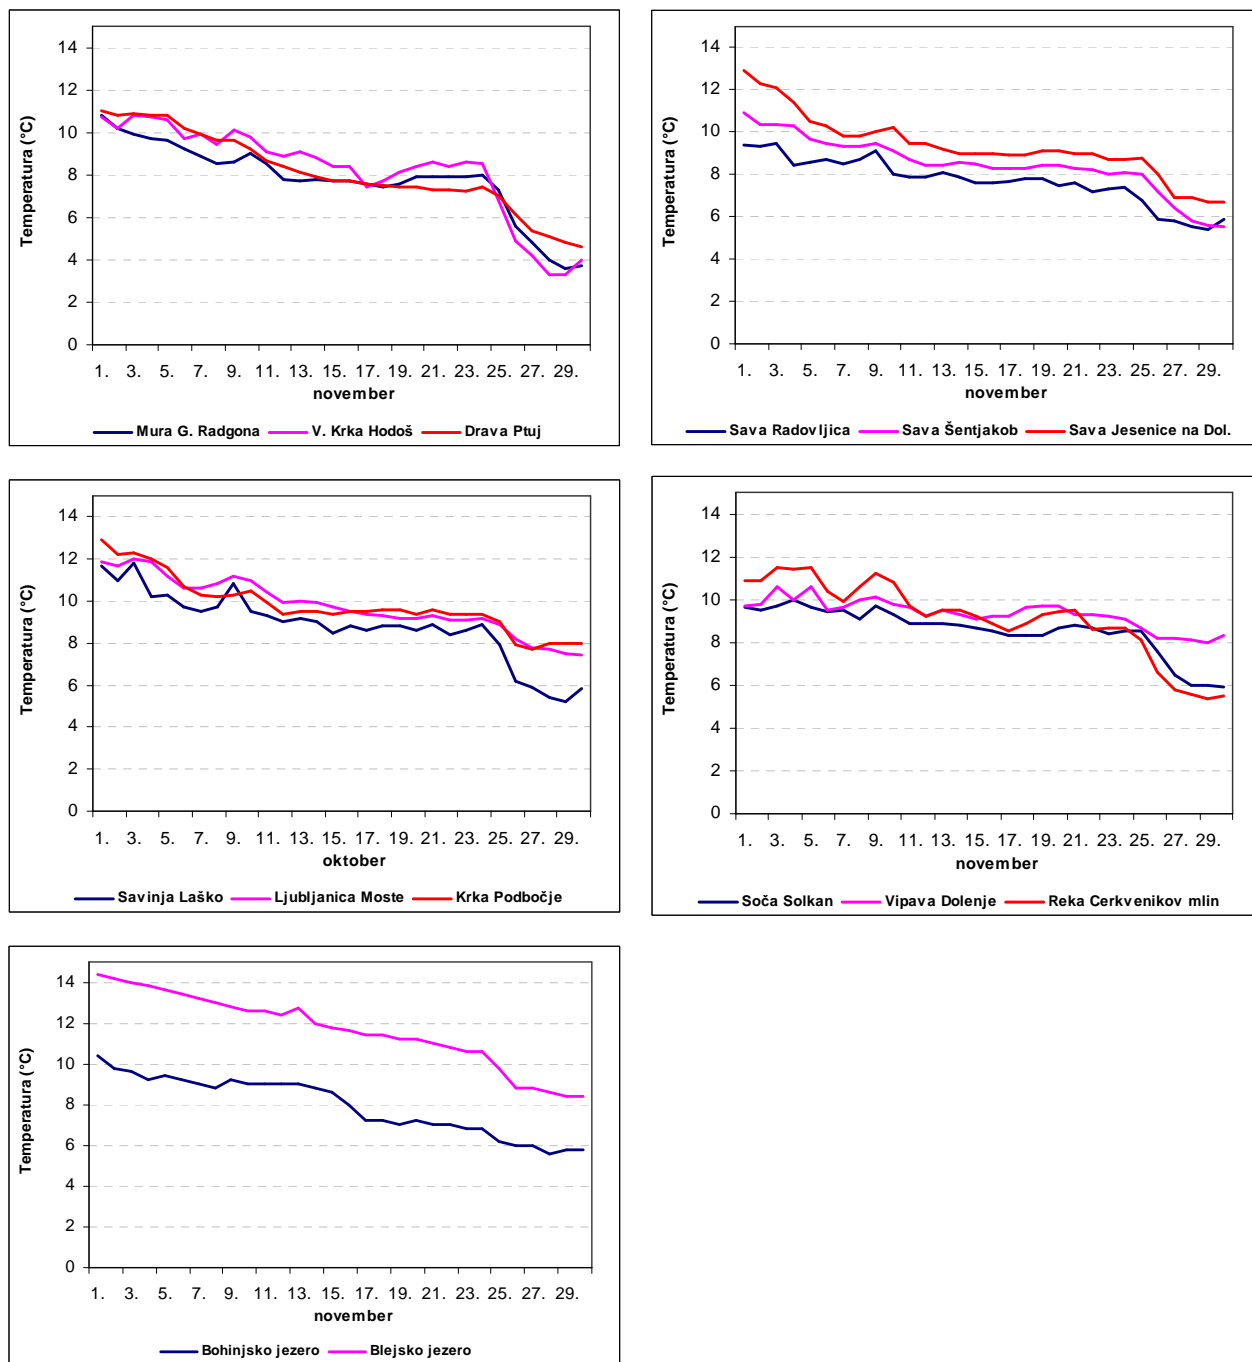 Temperatura (°C)
14
12
10
8
6
4
2
0
1. 3. 5. 7. 9. 11. 13. 15. 17. 19. 21. 23. 25. 27. 29.
november
Mura G. Radgona V. Krka Hodoš Drava Ptuj
Temperatura (°C)
14
12
10
8
6
4
2
0
1. 3. 5. 7. 9. 11. 13. 15. 17. 19. 21. 23. 25. 27. 29.
november
Sava Radovljica Sava Šentjakob Sava Jesenice na Dol.
Temperatura (°C)
14
12
10
8
6
4
2
0
1. 3. 5. 7. 9. 11. 13. 15. 17. 19. 21. 23. 25. 27. 29.
oktober
Savinja Laško Ljubljanica Moste Krka Podbočje
Temperatura (°C)
14
12
10
8
6
4
2
0
1. 3. 5. 7. 9. 11. 13. 15. 17. 19. 21. 23. 25. 27. 29.
november
Soča Solkan Vipava Dolenje Reka Cerkvenikov mlin
Temperatura (°C)
14
12
10
8
6
4
2
0
1. 3. 5. 7. 9. 11. 13. 15. 17. 19. 21. 23. 25. 27. 29.
november
Bohinjsko jezero Blejsko jezero